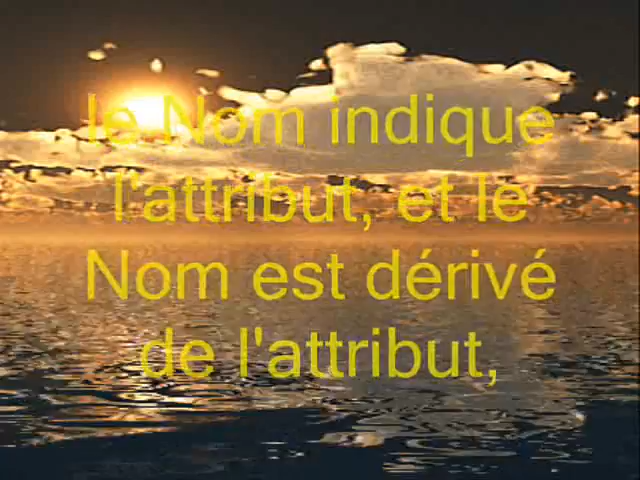 le Nom indique
l'attribut, et le
Nom est dérivé
de l'attribut,